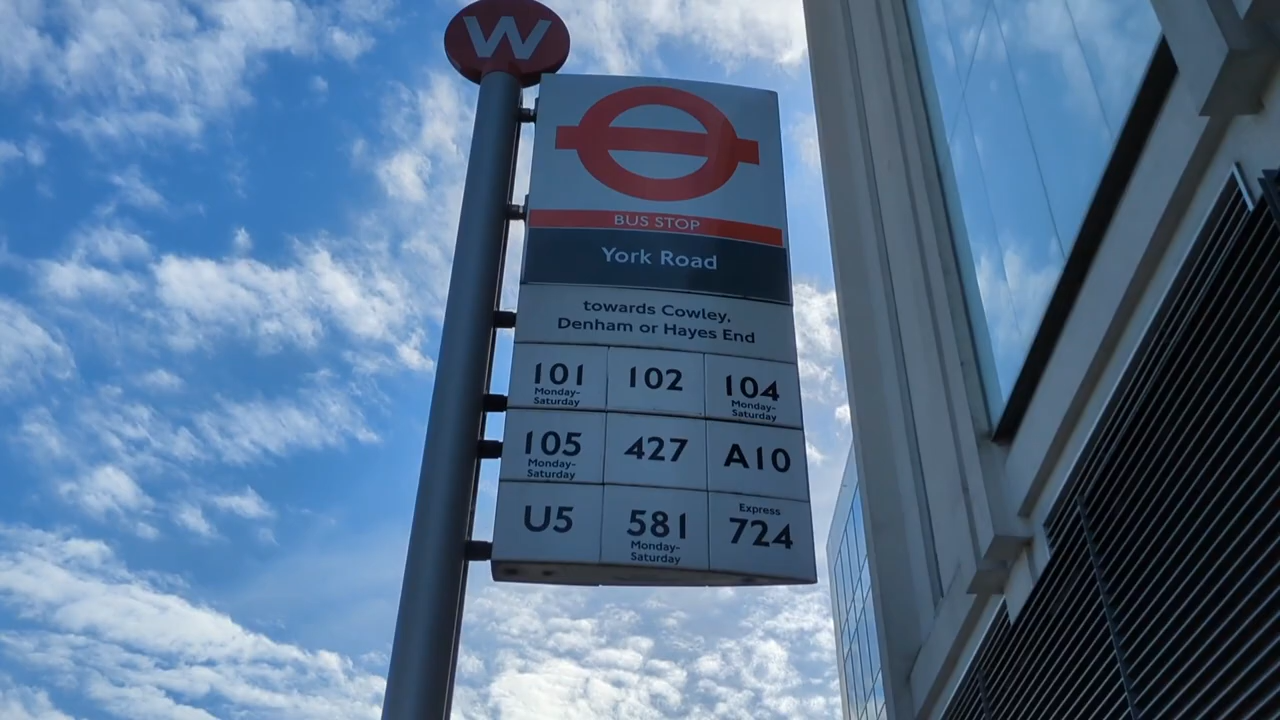 W
BUS STOP
York Road
towards Cowley,
Denham or Hayes End
101
Monday-
Saturday
102
104
Monday-
Saturday
105
Monday-
Saturday
427
A10
U5
581
Monday-
Saturday
Express
724